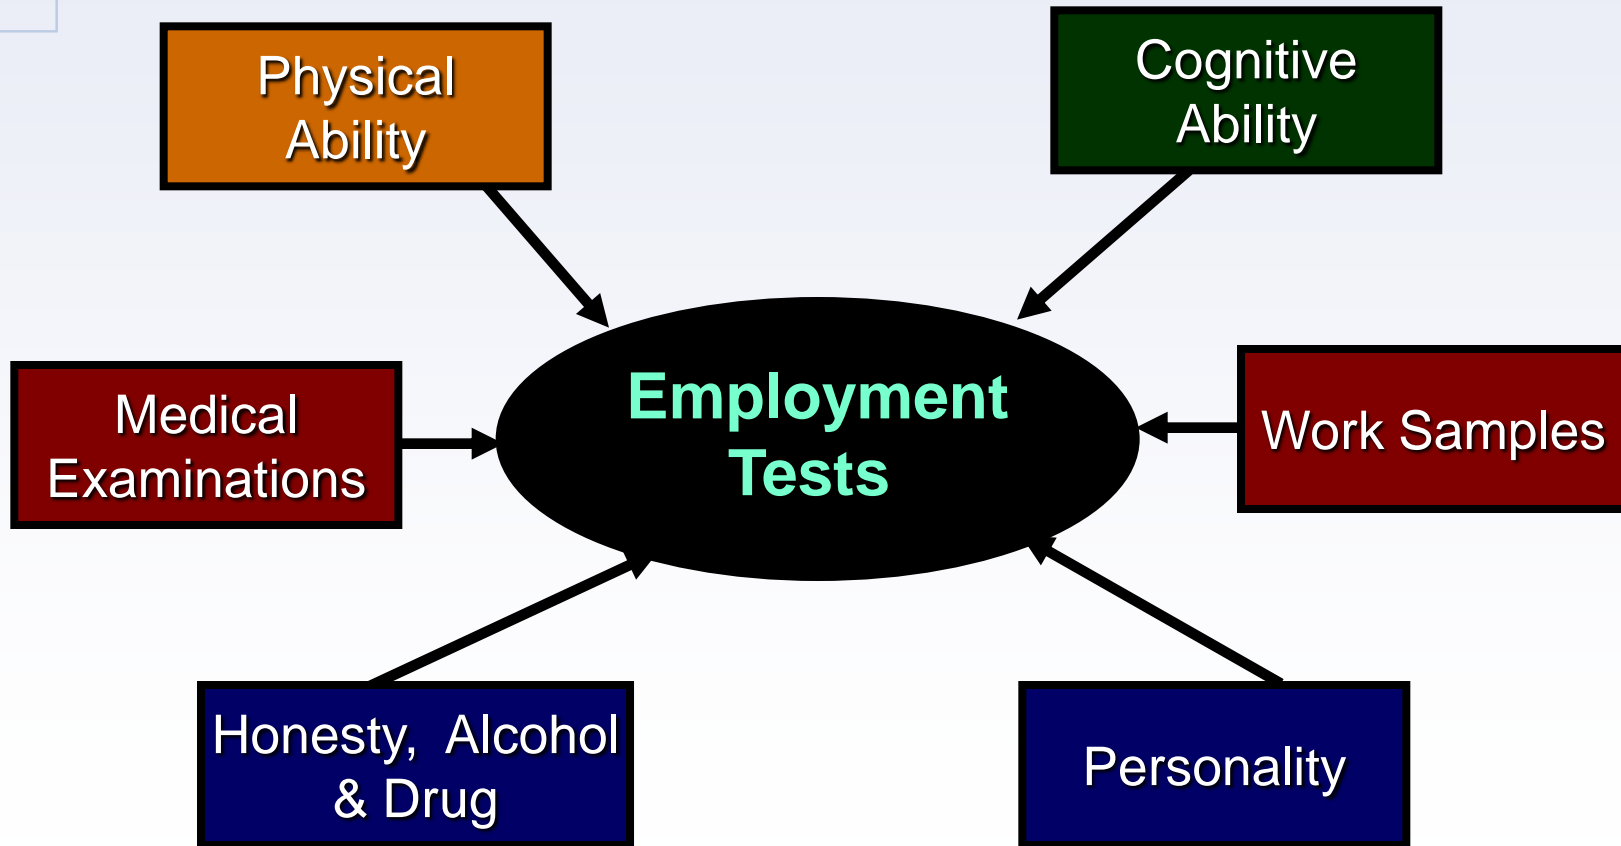 Physical
Ability
Cognitive
Ability
Employment
Tests
Medical
Examinations
Work Samples
Honesty,  Alcohol
& Drug
Personality